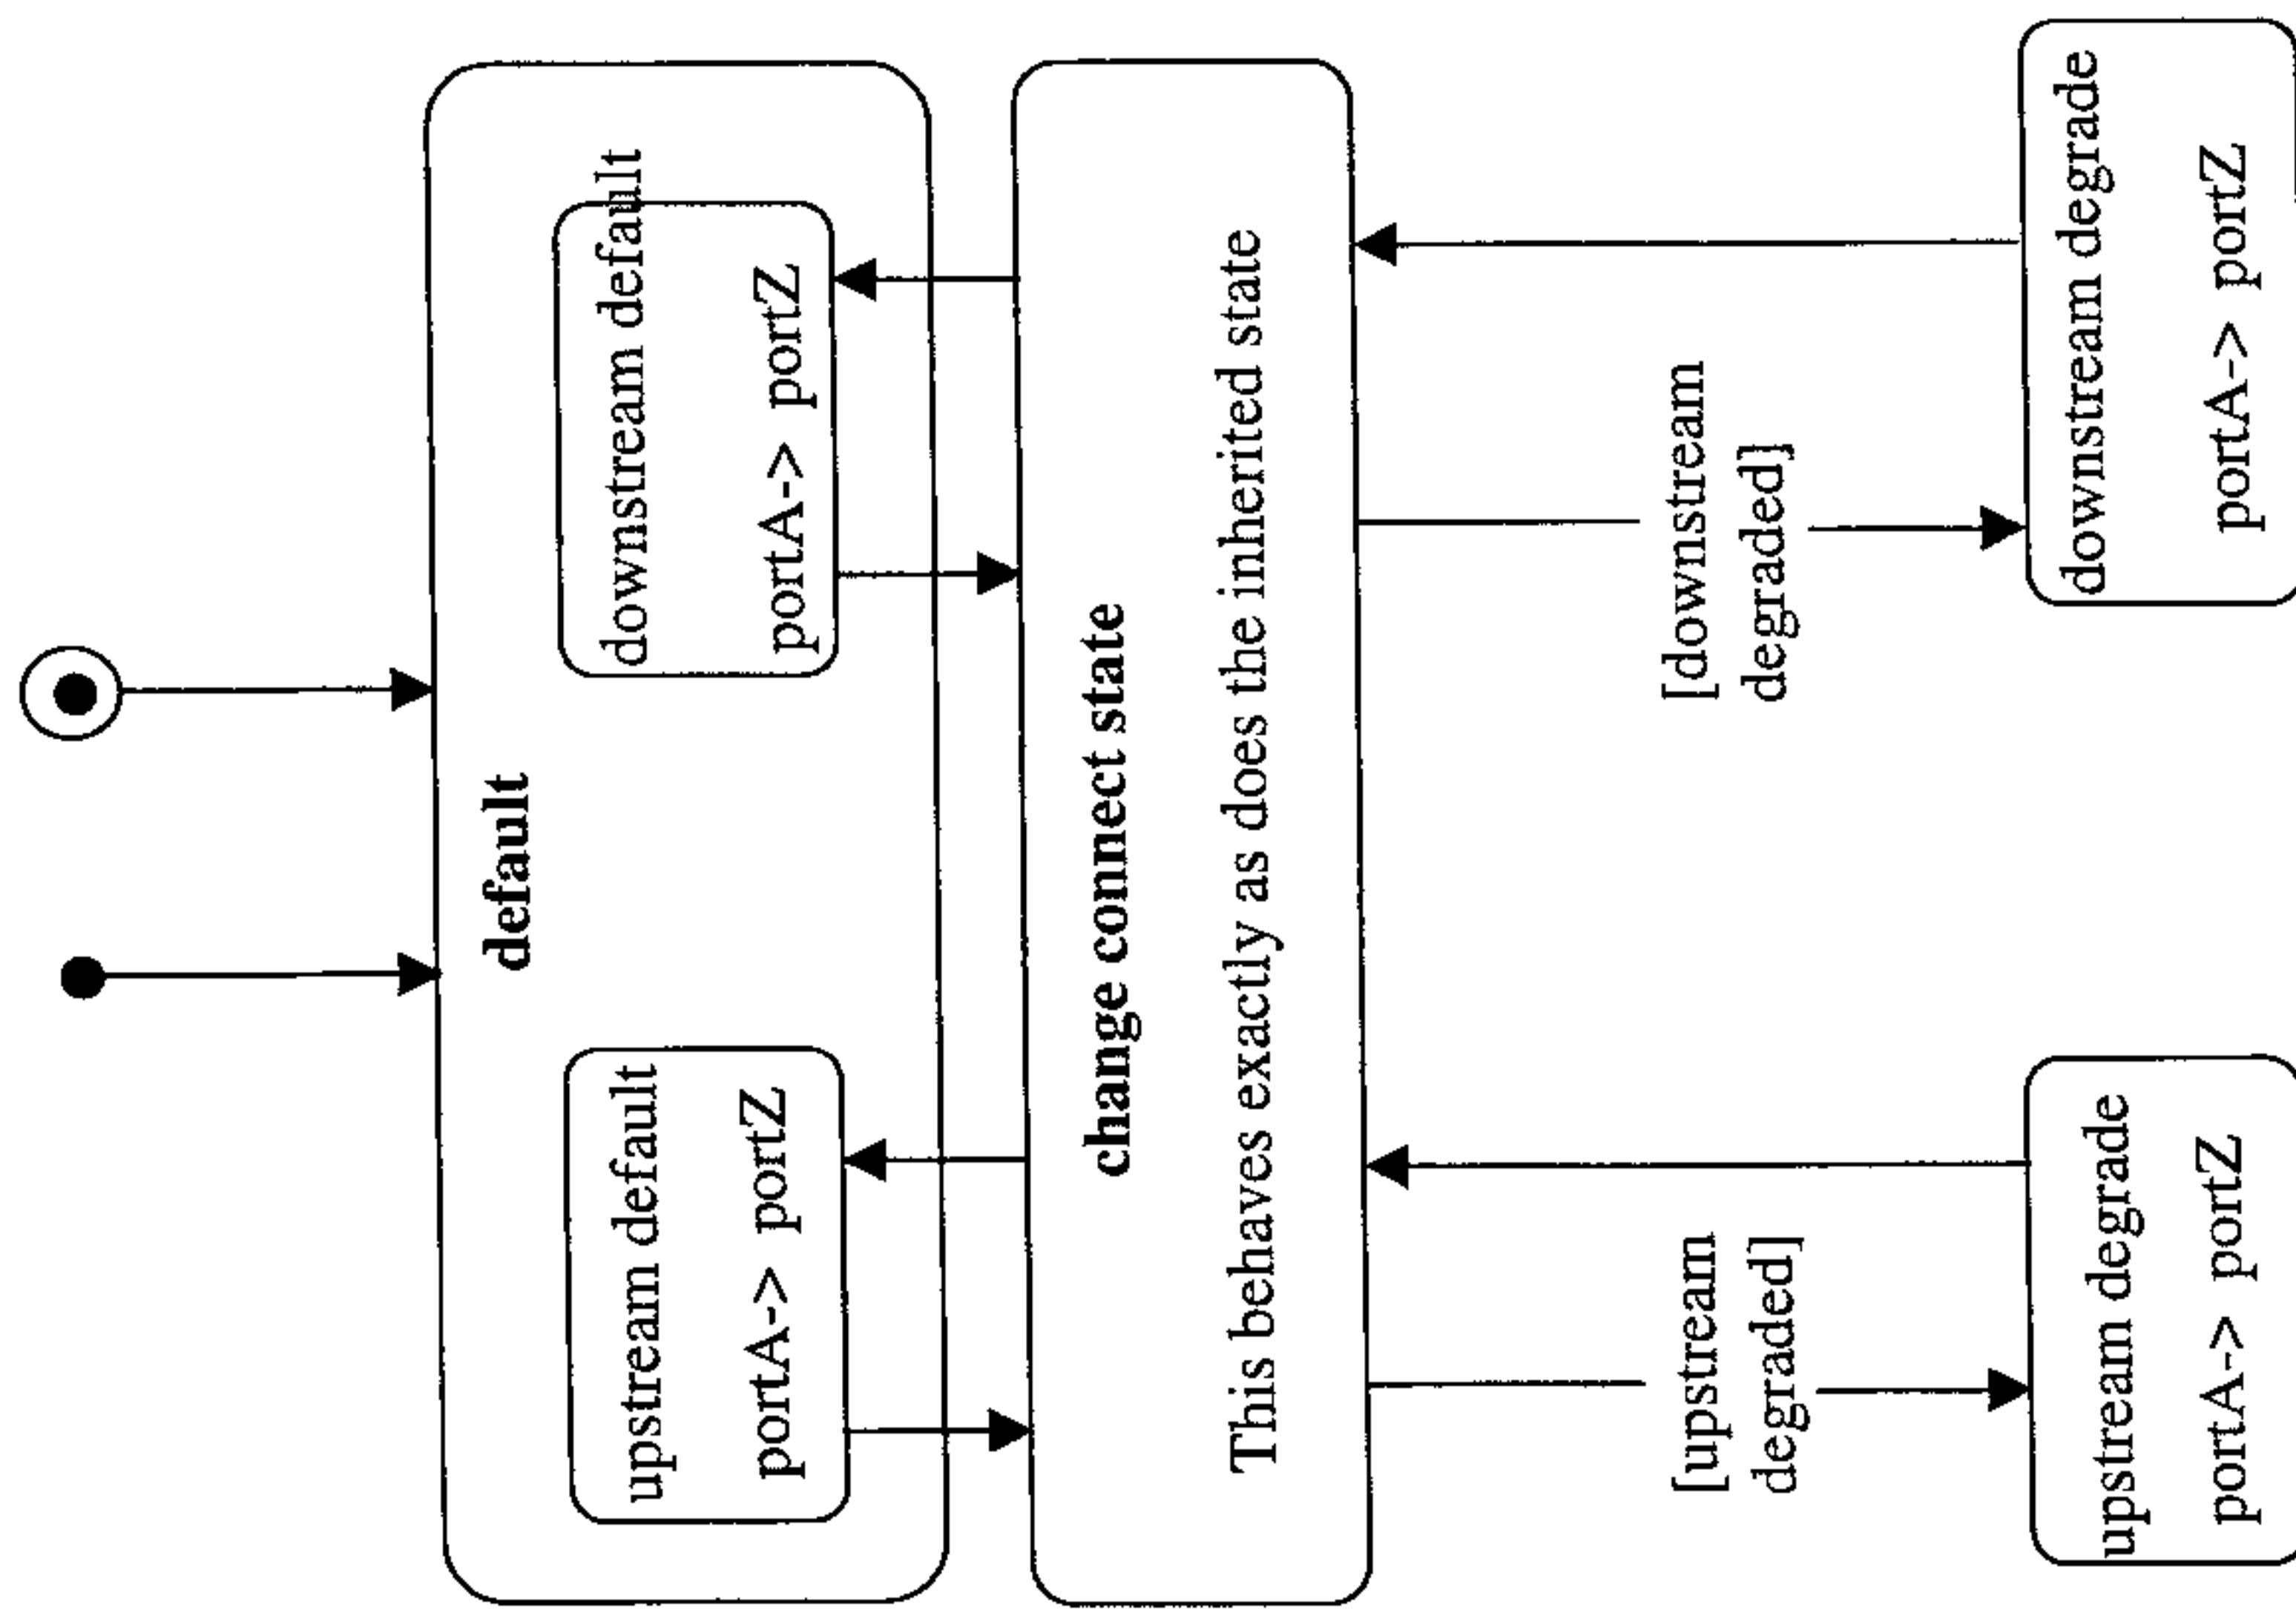 default
upstream default
portA-> portZ
downstream default
portA-> portZ
change connect state
This behaves exactly as does the inherited state
[upstream
degraded]
[downstream
degraded]
upstream degrade
portA-> portZ
downstream degrade
portA-> portZ